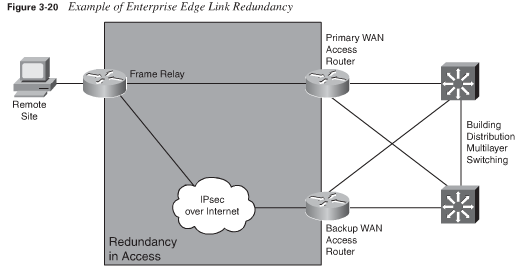 Figure 3-20 Example of Enterprise Edge Link Redundancy
Primary WAN
Access
Router
Frame Relay
Remote
Site
Building
Distribution
Multilayer
Switching
IPsec
over Internet
Backup WAN
Access
Router
Redundancy
in Access